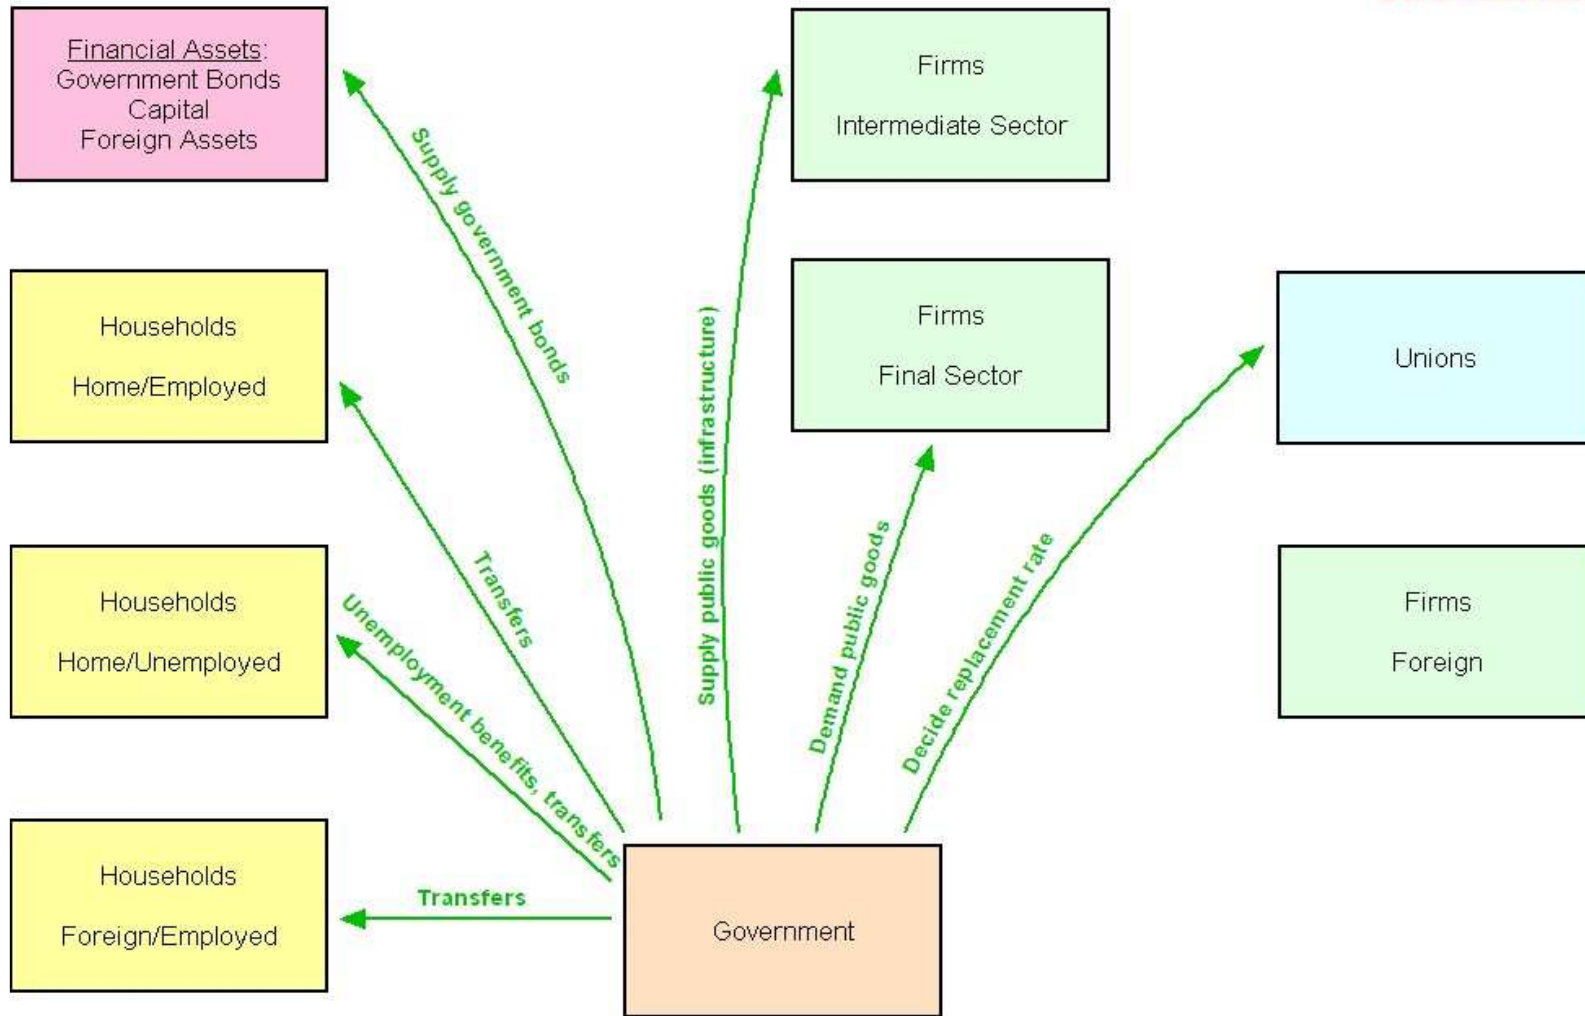 Financial Assets:
Government Bonds
Capital
Foreign Assets
Firms
Intermediate Sector
Supply government bonds
Households
Home/Employed
Supply public goods (infrastructure)
Firms
Final Sector
Unions
Transfers
Households
Home/Unemployed
Unemployment benefits, transfers
Demand public goods
Decide replacement rate
Firms
Foreign
Households
Foreign/Employed
Transfers
Government